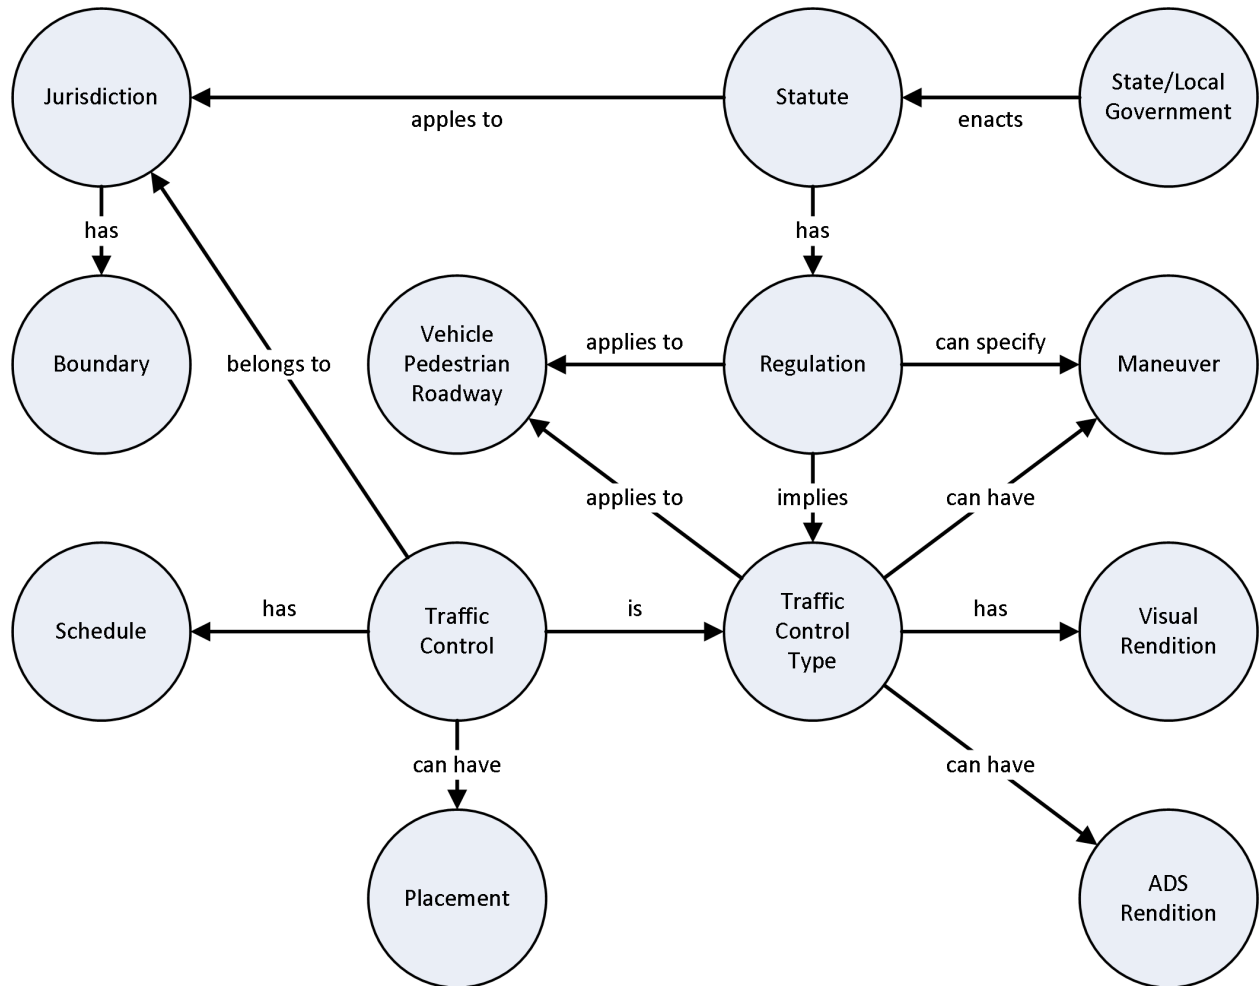 Jurisdiction
apples to
Statute
enacts
State/Local
Government
has
has
Boundary
belongs to
Vehicle
Pedestrian
Roadway
applies to
Regulation
can specify
Maneuver
applies to
implies
can have
Schedule
has
Traffic
Control
is
Traffic
Control
Type
has
Visual
Rendition
can have
can have
Placement
ADS
Rendition